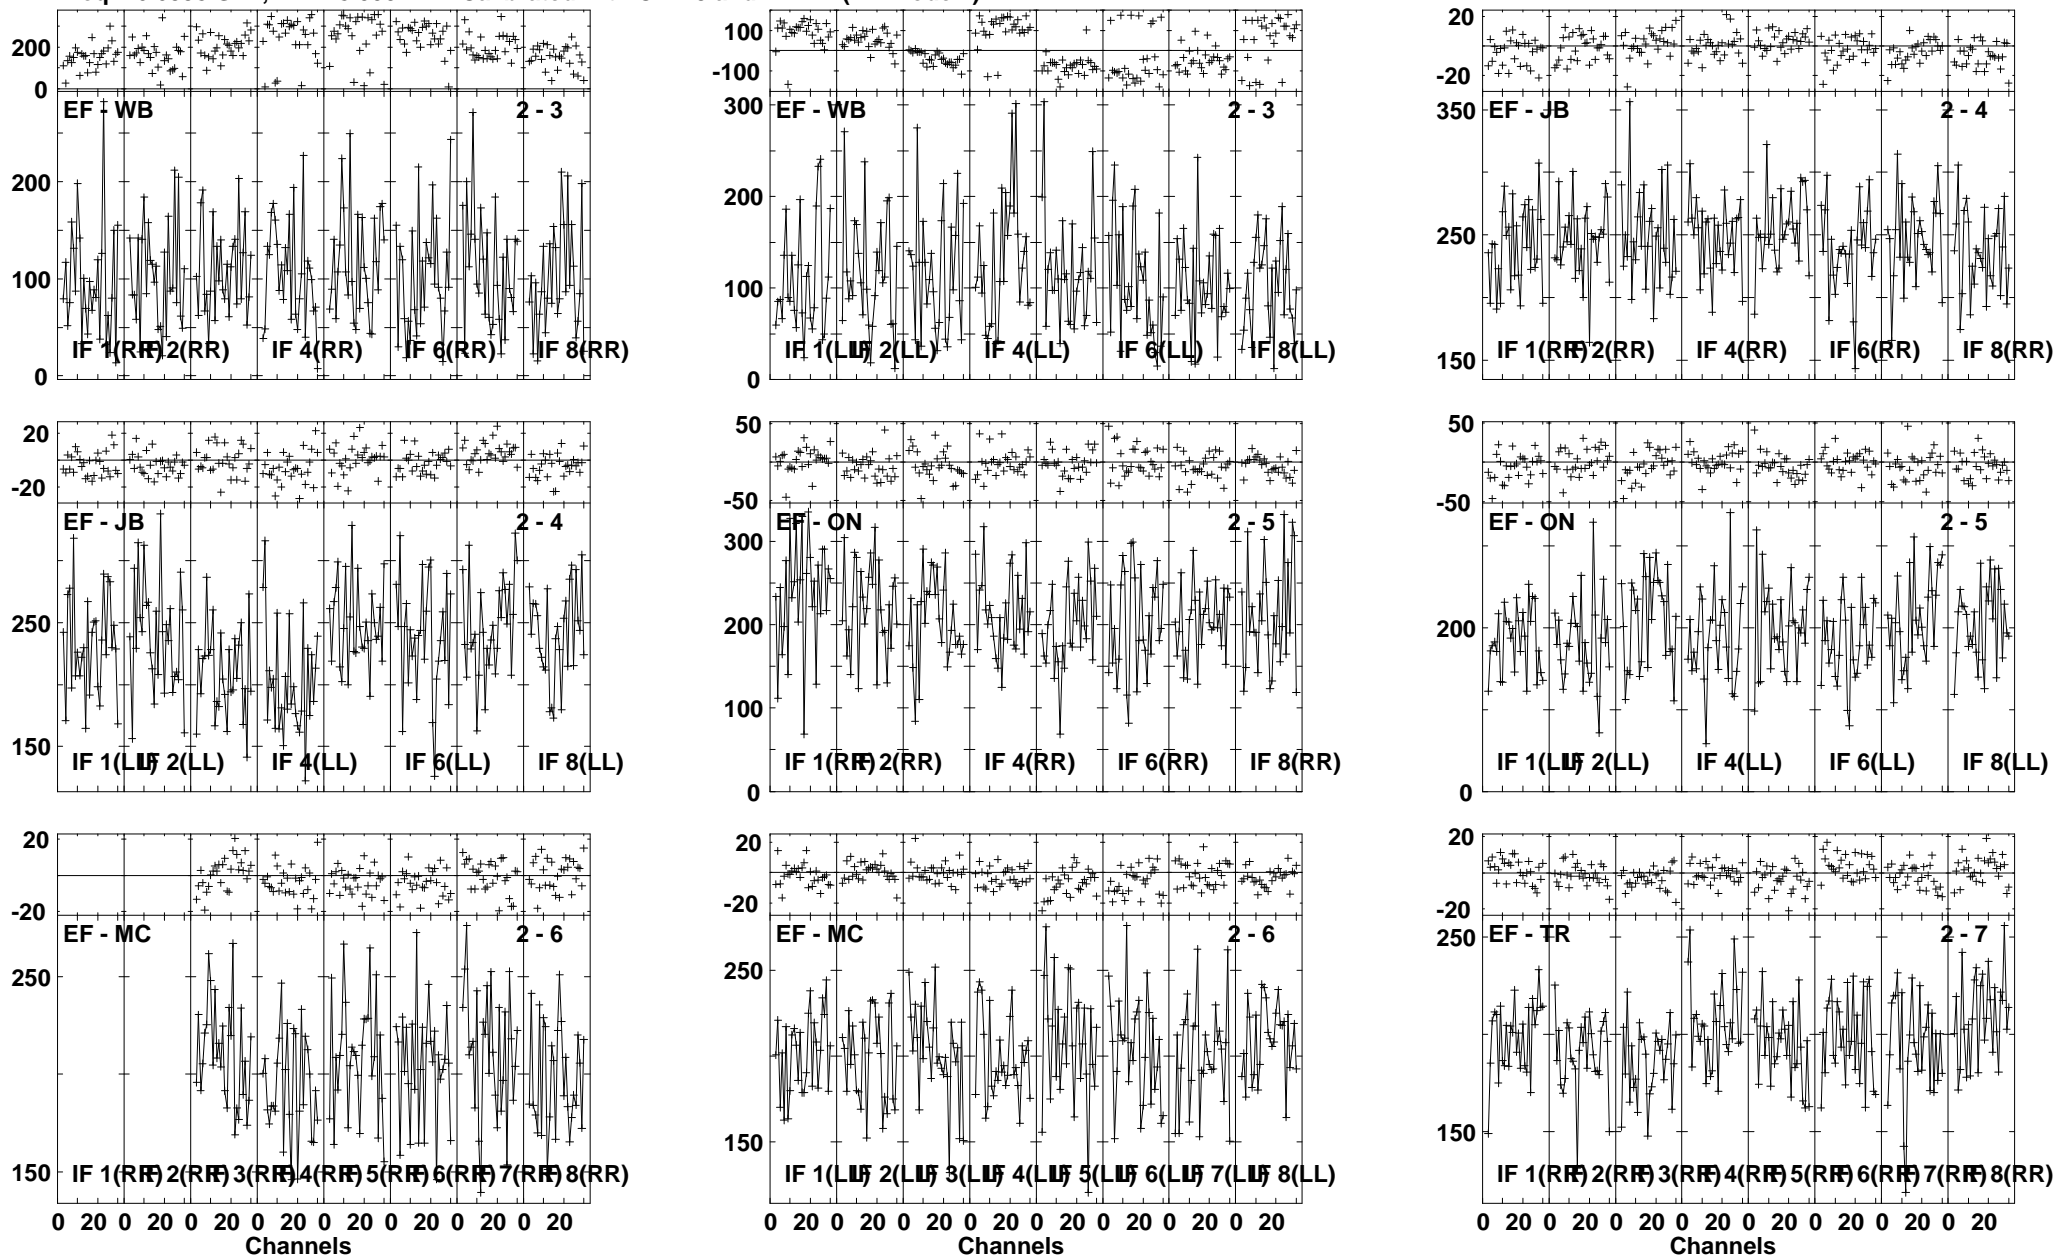 200
0
100
-100
20
-20
EF - WB 2 - 3
EF - WB 2 - 3
EF - JB 2 - 4
200
100
0
300
200
100
0
350
250
150
IF 1(RR) IF 2(RR) IF 4(RR) IF 6(RR) IF 8(RR)
IF 1(LL) IF 2(LL) IF 4(LL) IF 6(LL) IF 8(LL)
IF 1(RR) IF 2(RR) IF 4(RR) IF 6(RR) IF 8(RR)
20
-20
50
-50
50
-50
EF - JB 2 - 4
EF - ON 2 - 5
EF - ON 2 - 5
250
150
300
200
100
0
200
0
IF 1(LL) IF 2(LL) IF 4(LL) IF 6(LL) IF 8(LL)
IF 1(RR) IF 2(RR) IF 4(RR) IF 6(RR) IF 8(RR)
IF 1(LL) IF 2(LL) IF 4(LL) IF 6(LL) IF 8(LL)
20
-20
20
-20
20
-20
EF - MC 2 - 6
EF - MC 2 - 6
EF - TR 2 - 7
250
150
250
150
250
150
IF 1(RR) IF 2(RR) IF 3(RR) IF 4(RR) IF 5(RR) IF 6(RR) IF 7(RR) IF 8(RR)
IF 1(LL) IF 2(LL) IF 3(LL) IF 4(LL) IF 5(LL) IF 6(LL) IF 7(LL) IF 8(LL)
IF 1(RR) IF 2(RR) IF 3(RR) IF 4(RR) IF 5(RR) IF 6(RR) IF 7(RR) IF 8(RR)
0 20 0 20 0 20 0 20 0 20 0 20 0 20 0 20
0 20 0 20 0 20 0 20 0 20 0 20 0 20 0 20
0 20 0 20 0 20 0 20 0 20 0 20 0 20 0 20
Channels
Channels
Channels